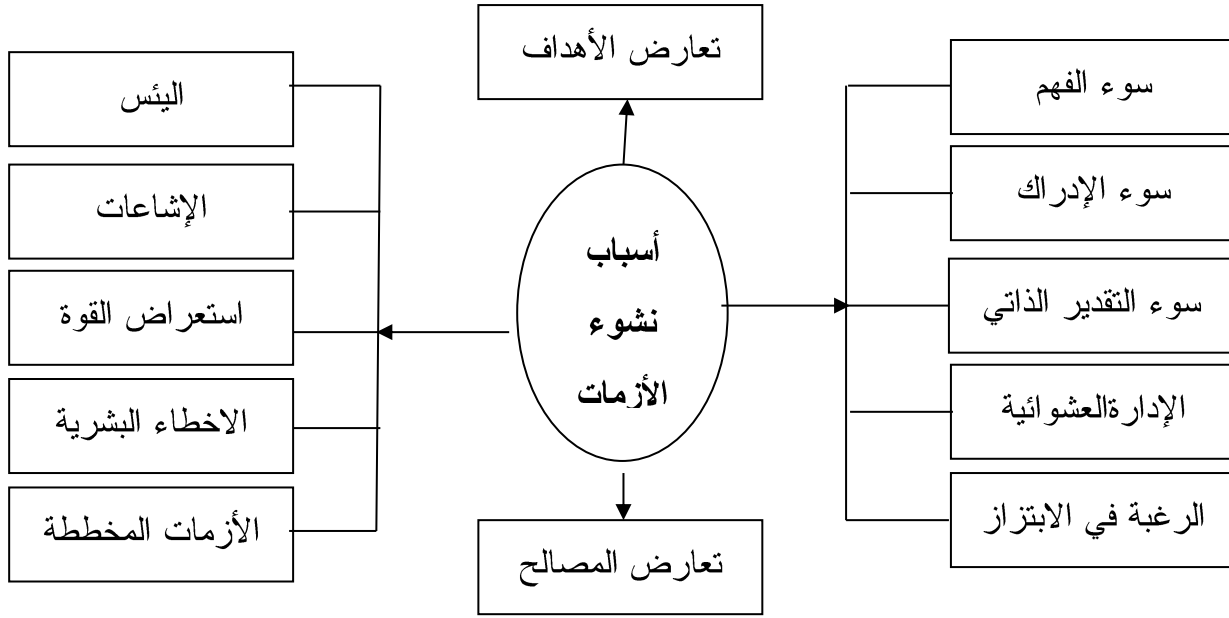 تعارض الأهداف
سوء الفهم
سوء الإدراك
سوء التقدير الذاتي
الإدارةالعشوائية
الرغبة في الابتزاز
أسباب
نشوء
الأزمات
اليئس
الإشاعات
استعراض القوة
الاخطاء البشرية
الأزمات المخططة
تعارض المصالح